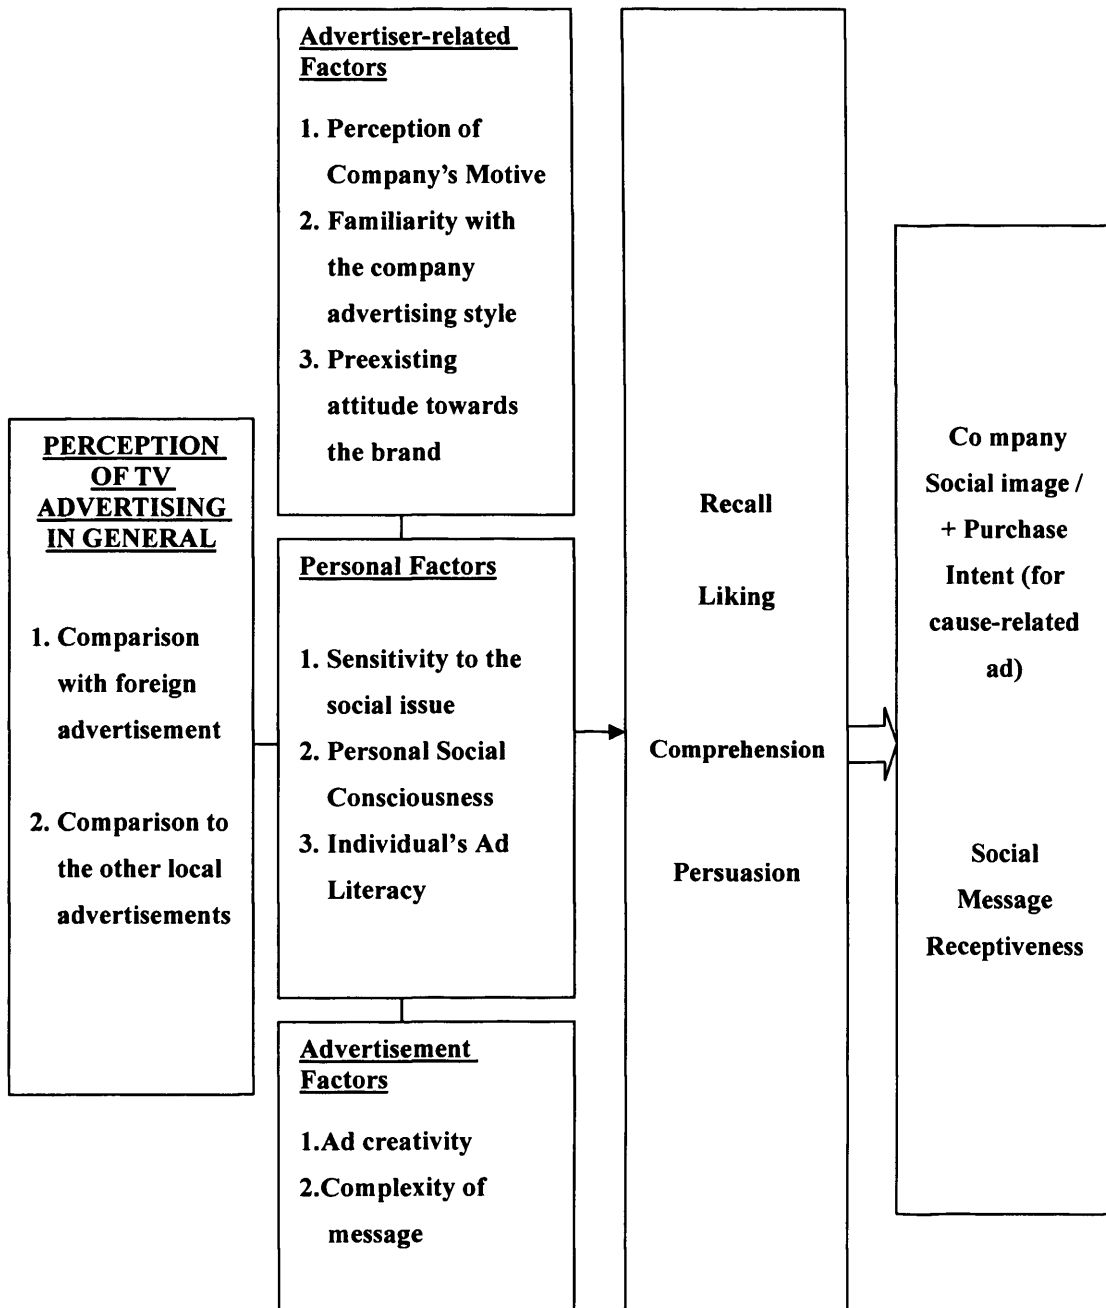 PERCEPTION
OF TV
ADVERTISING
IN GENERAL
1. Comparison
with foreign
advertisement
2. Comparison to
the other local
advertisements
Advertiser-related
Factors
1. Perception of
Company’s Motive
2. Familiarity with
the company
advertising style
3. Preexisting
attitude towards
the brand
Personal Factors
1. Sensitivity to the
social issue
2. Personal Social
Consciousness
3. Individual’s Ad
Literacy
Advertisement
Factors
1.Ad creativity
2.Complexity of
message
Recall
Liking
Comprehension
Persuasion
Co mpany
Social image /
+ Purchase
Intent (for
cause-related
ad)
Social
Message
Receptiveness